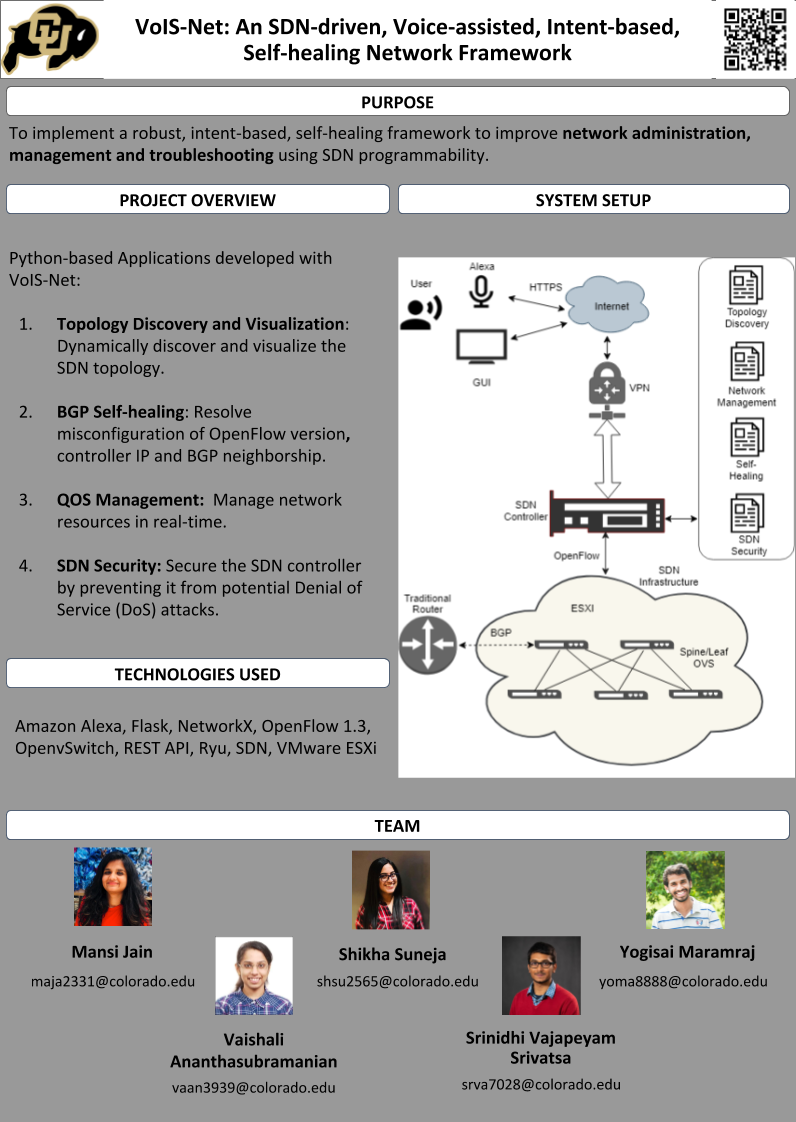 CU
VoIS-Net: An SDN-driven, Voice-assisted, Intent-based,
Self-healing Network Framework
PURPOSE
To implement a robust, intent-based, self-healing framework to improve network administration,
management and troubleshooting using SDN programmability.
PROJECT OVERVIEW
Python-based Applications developed with
VoIS-Net:
1. Topology Discovery and Visualization:
Dynamically discover and visualize the
SDN topology.
2. BGP Self-healing: Resolve
misconfiguration of OpenFlow version,
controller IP and BGP neighborship.
3. QOS Management: Manage network
resources in real-time.
4. SDN Security: Secure the SDN controller
by preventing it from potential Denial of
Service (DoS) attacks.
TECHNOLOGIES USED
Amazon Alexa, Flask, NetworkX, OpenFlow 1.3,
OpenvSwitch, REST API, Ryu, SDN, VMware ESXi
SYSTEM SETUP
User
Alexa
HTTPS
Internet
GUI
VPN
Topology
Discovery
Network
Management
Self-
Healing
SDN
Security
SDN
Controller
OpenFlow
SDN
Infrastructure
Traditional
Router
ESXI
BGP
Spine/Leaf
OVS
TEAM
Mansi Jain
maja2331@colorado.edu
Vaishali
Ananthasubramanian
vaan3939@colorado.edu
Shikha Suneja
shsu2565@colorado.edu
Srinidhi Vajapeyam
Srivatsa
srva7028@colorado.edu
Yogisai Maramraj
yoma8888@colorado.edu